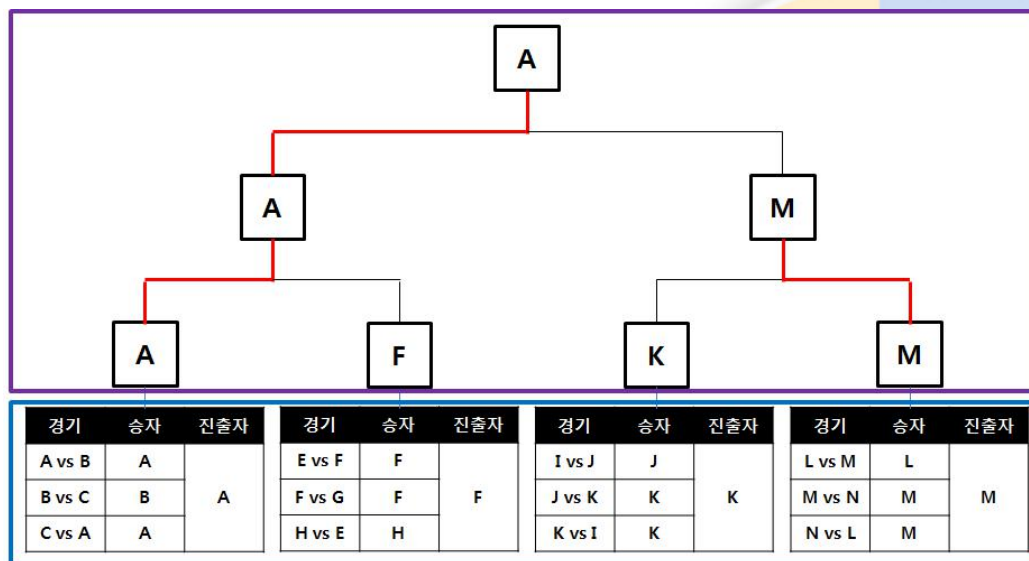 A
A M
A F K M
경기 승자 진출자 경기 승자 진출자 경기 승자 진출자 경기 승자 진출자
A vs B A E vs F F I vs J J L vs M L
B vs C B A F vs G F F J vs K K K M vs N M M
C vs A A H vs E H K vs I K N vs L M